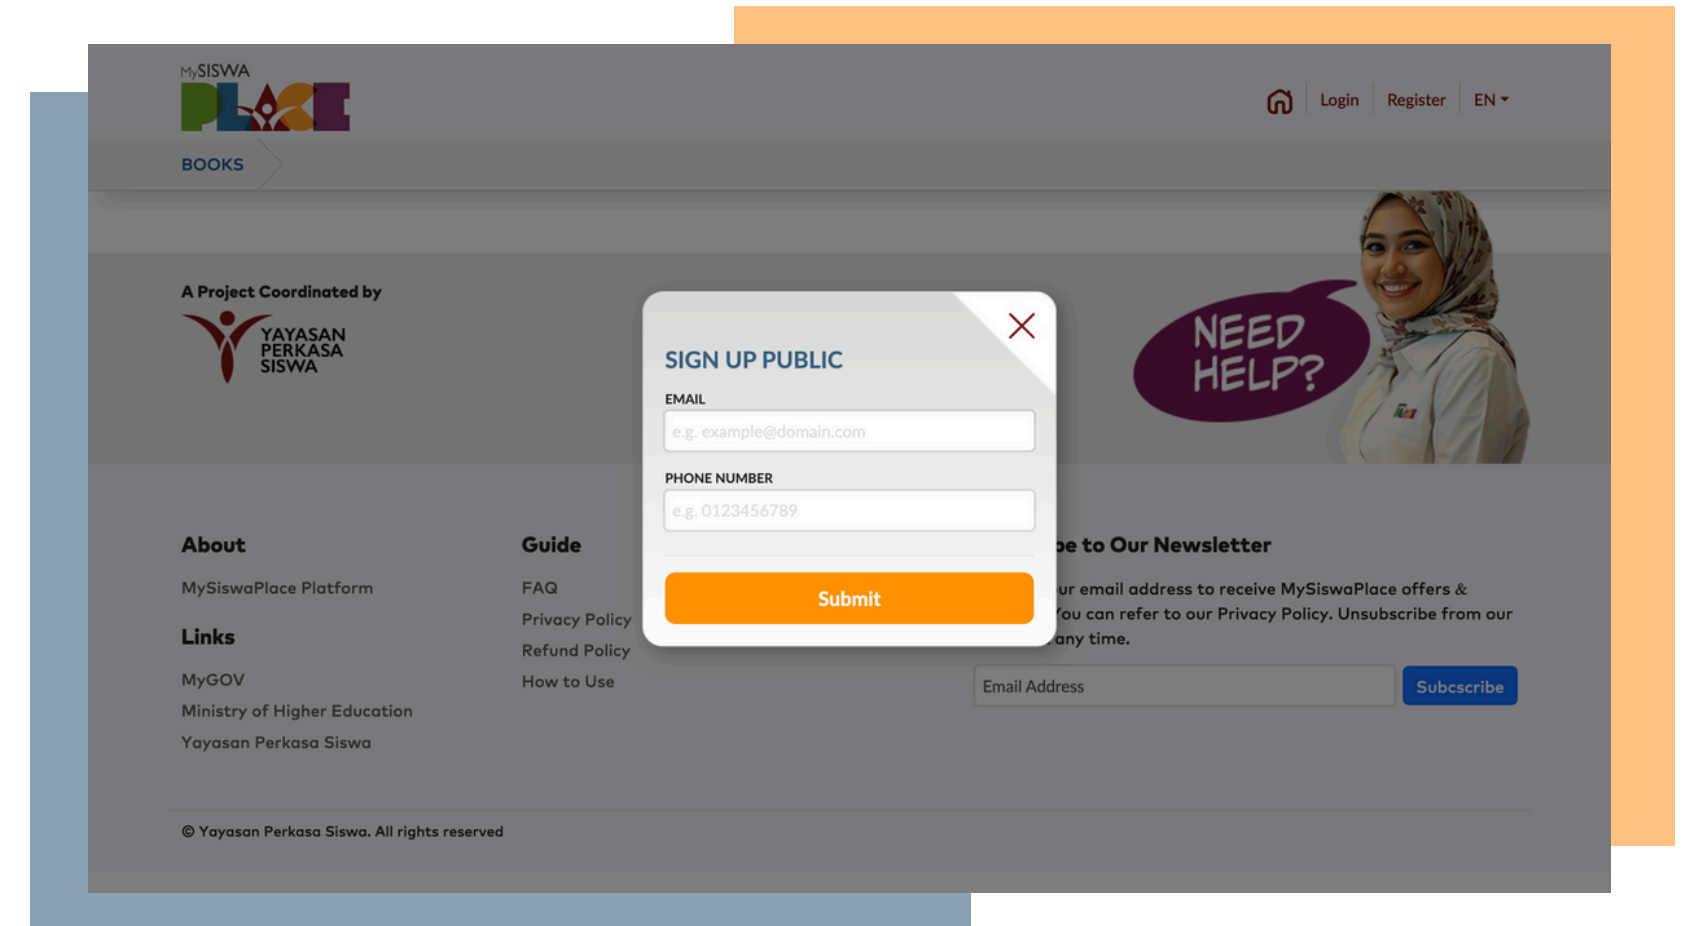 MySISWA
PLACE
Login
Register
EN
BOOKS
A Project Coordinated by
YAYASAN
PERKASA
SISWA
NEED
HELP?
SIGN UP PUBLIC
EMAIL
e.g. example@domain.com
PHONE NUMBER
e.g. 0123456789
Submit
About
MySiswaPlace Platform
Links
MyGOV
Ministry of Higher Education
Yayasan Perkasa Siswa
Guide
FAQ
Privacy Policy
Refund Policy
How to Use
to Our Newsletter
email address to receive MySiswaPlace offers &
can refer to our Privacy Policy. Unsubscribe from our
any time.
Email Address
Subcscribe
© Yayasan Perkasa Siswa. All rights reserved